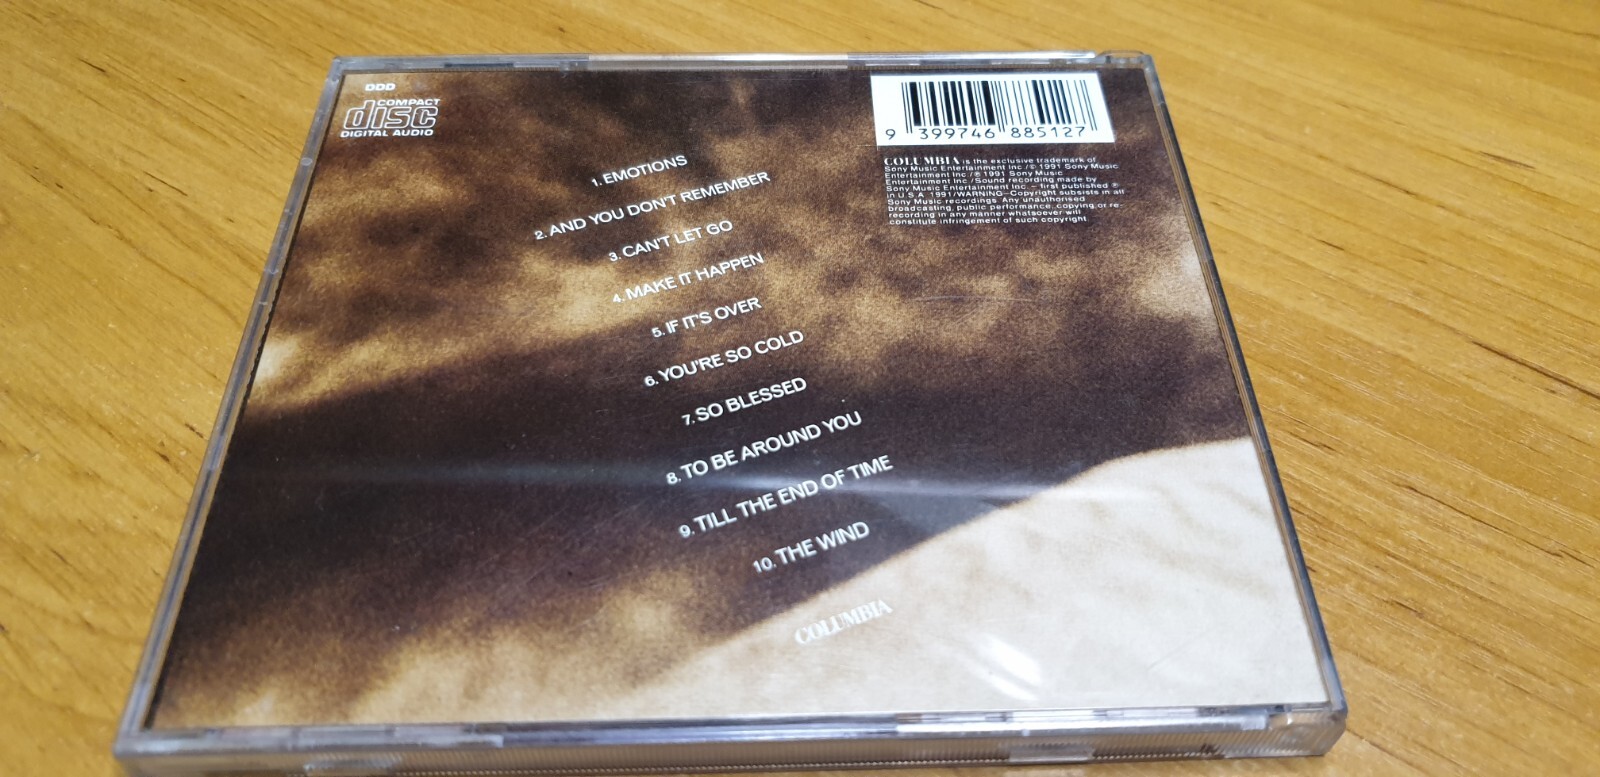 DDD
COMPACT
disc
DIGITAL AUDIO
9 399746 885127
COLUMBIA is the exclusive trademark of
Sony Music Entertainment Inc./© 1991 Sony Music
Entertainment Inc./℗ 1991 Sony Music
Entertainment Inc./Sound recording made by
Sony Music Entertainment Inc. – first published ℗
in U.S.A. 1991/WARNING–Copyright subsists in all
Sony Music recordings. Any unauthorised
broadcasting, public performance, copying or re-
recording in any manner whatsoever will
constitute infringement of such copyright.
1. EMOTIONS
2. AND YOU DON'T REMEMBER
3. CAN'T LET GO
4. MAKE IT HAPPEN
5. IF IT'S OVER
6. YOU'RE SO COLD
7. SO BLESSED
8. TO BE AROUND YOU
9. TILL THE END OF TIME
10. THE WIND
COLUMBIA